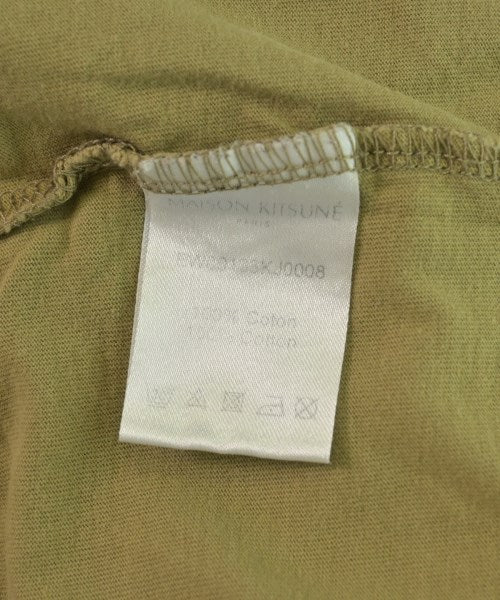 MAISON KITSUNÉ
PARIS
100% Coton
100% Cotton